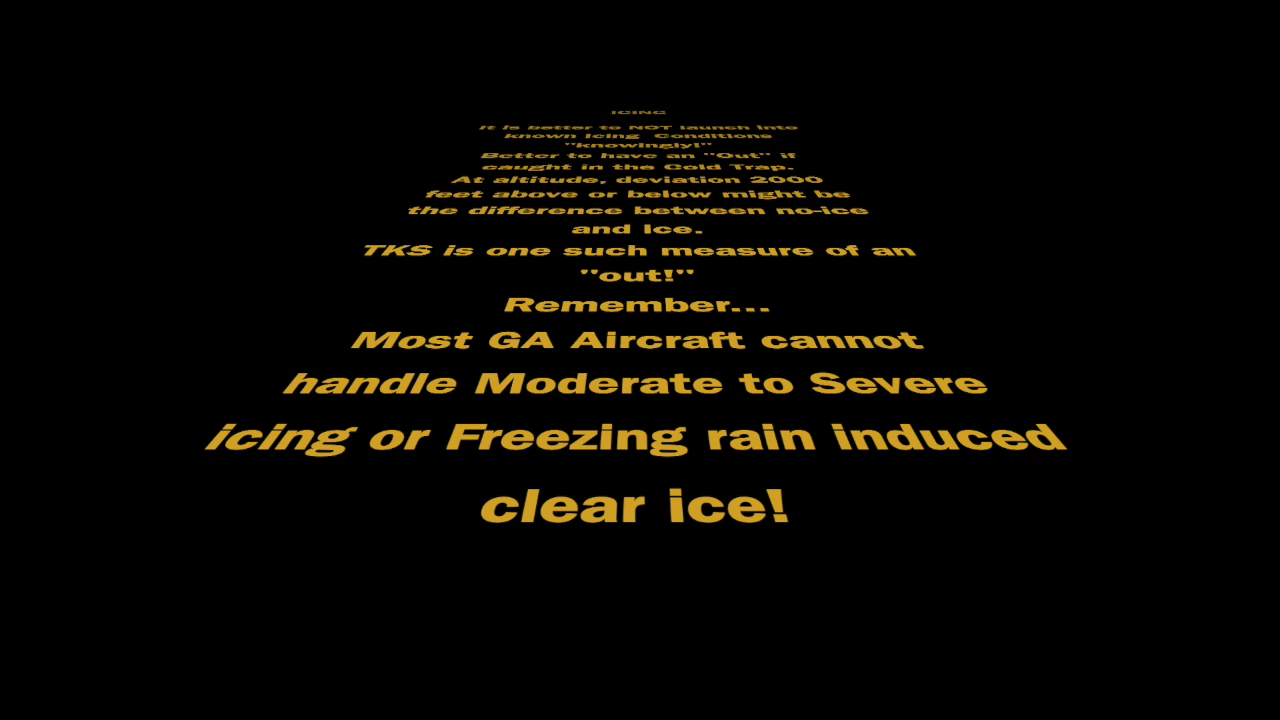 ICING
It is better to NOT launch into
known Icing Conditions
"knowingly!"
Better to have an "Out" if
caught in the Cold Trap.
At altitude, deviation 2000
feet above or below might be
the difference between no-ice
and Ice.
TKS is one such measure of an
"out!"
Remember...
Most GA Aircraft cannot
handle Moderate to Severe
icing or Freezing rain induced
clear ice!